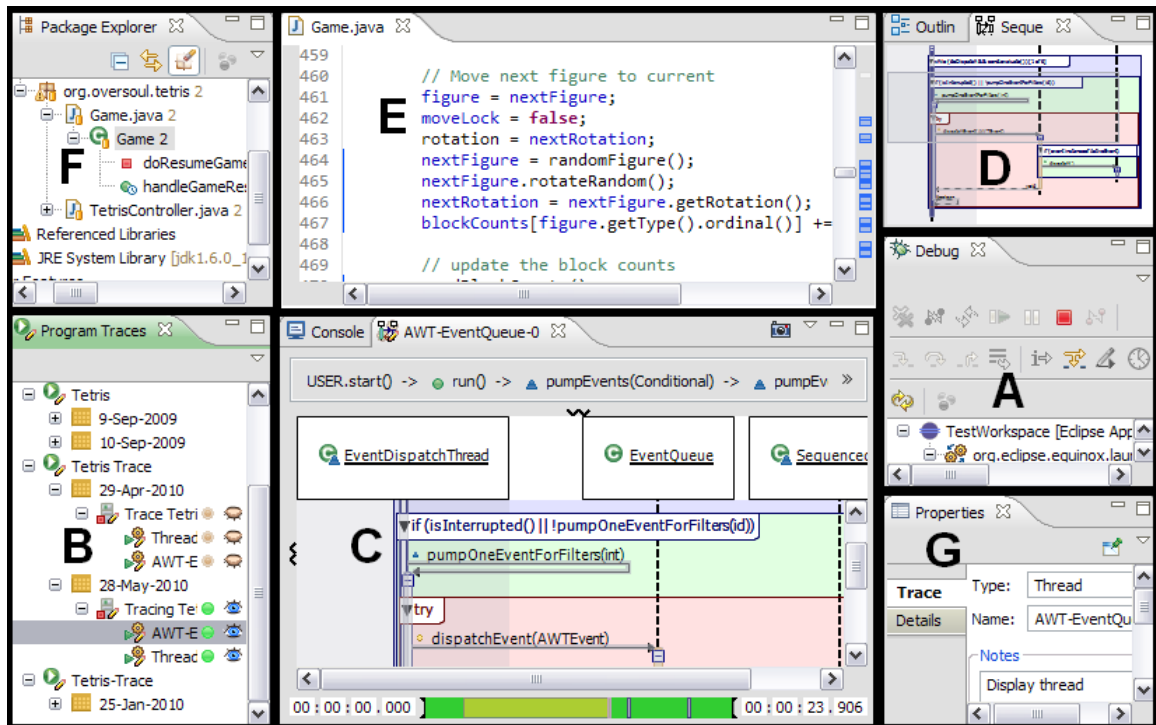 Package Explorer
org.oversoul.tetris 2
Game.java 2
Game 2
F
doResumeGame
handleGameRes
TetrisController.java 2
Referenced Libraries
JRE System Library [jdk1.6.0_1
Game.java
459
460 // Move next figure to current
461 figure = nextFigure;
462 moveLock = false;
463 rotation = nextRotation;
464 nextFigure = randomFigure();
465 nextFigure.rotateRandom();
466 nextRotation = nextFigure.getRotation();
467 blockCounts[figure.getType().ordinal()] +=
468
469 // update the block counts
E
Outlin
Seque
D
Debug
A
TestWorkspace [Eclipse App
org.eclipse.equinox.lau
Program Traces
Tetris
9-Sep-2009
10-Sep-2009
Tetris Trace
29-Apr-2010
Trace Tetri
Thread
AWT-E
B
28-May-2010
Tracing Tet
AWT-E
Thread
Tetris-Trace
25-Jan-2010
Console
AWT-EventQueue-0
USER.start() -> run() -> pumpEvents(Conditional) -> pumpEv »
EventDispatchThread
EventQueue
Sequenced
if (isInterrupted() || !pumpOneEventForFilters(id))
C
pumpOneEventForFilters(int)
try
dispatchEvent(AWTEvent)
00 : 00 : 00 . 000
00 : 00 : 23 . 906
Properties
G
Trace
Details
Type: Thread
Name: AWT-EventQu
Notes
Display thread